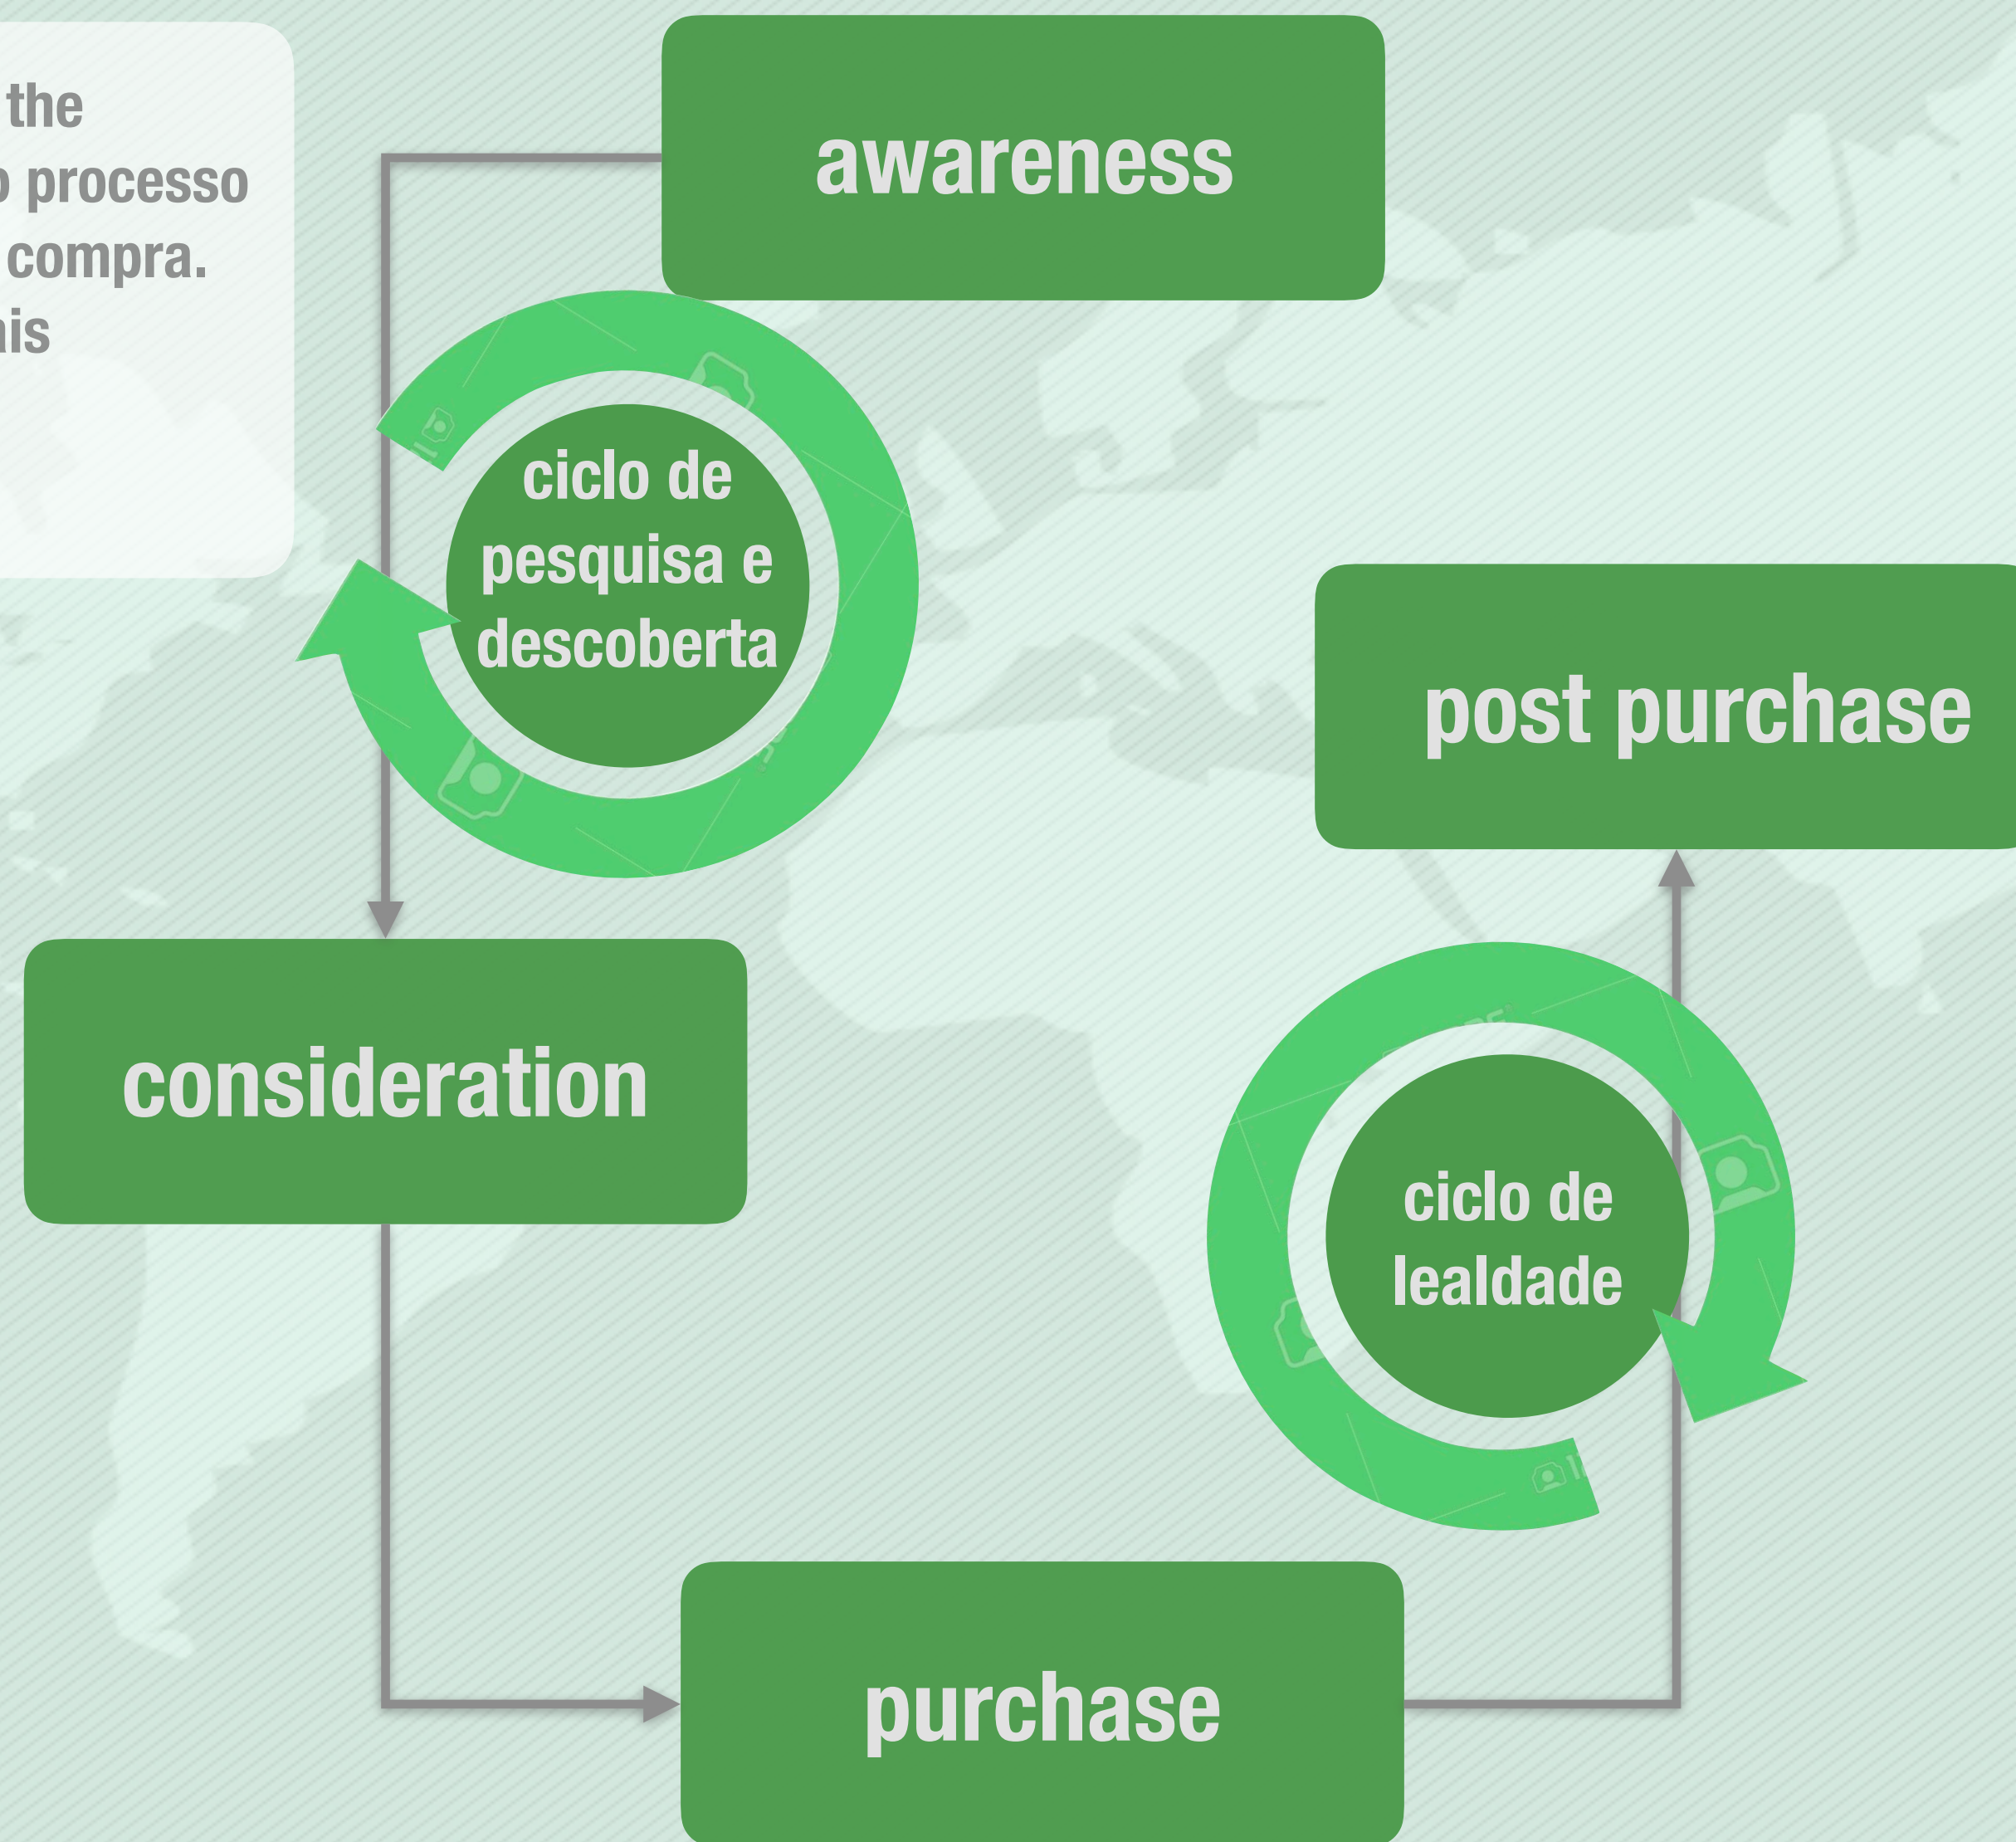 the
processo
compra.
awareness
ciclo de
pesquisa e
descoberta
post purchase
consideration
ciclo de
lealdade
purchase